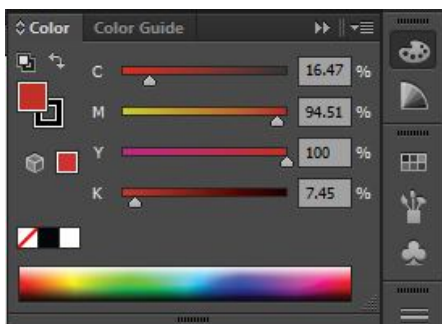 Color Color Guide
C 16.47 %
M 94.51 %
Y 100 %
K 7.45 %